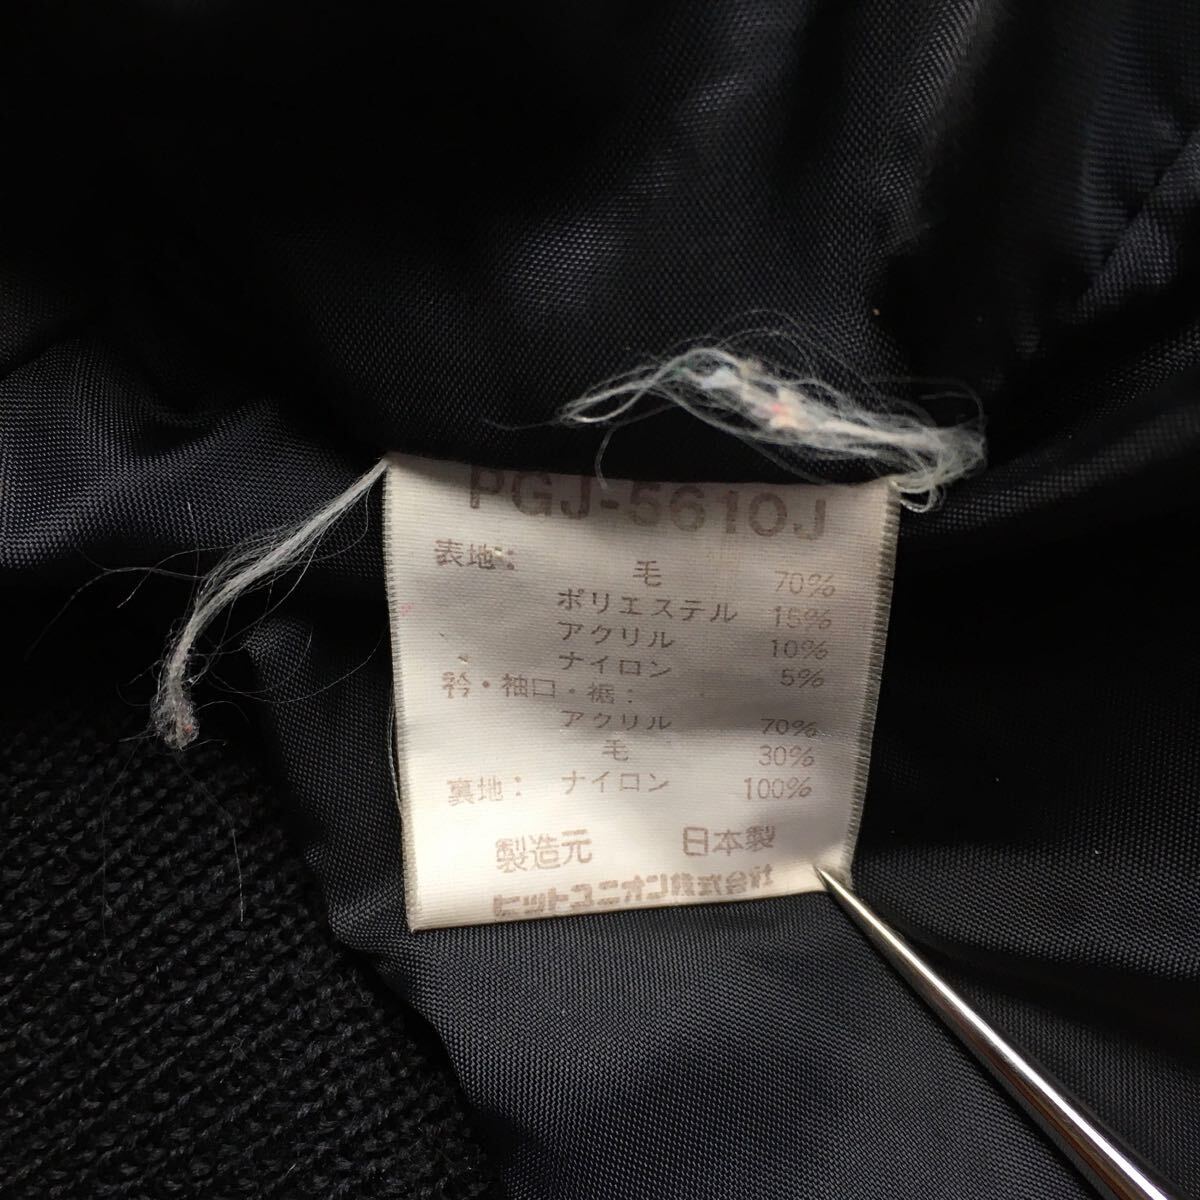 PGJ-5610J
表地： 毛 70%
ポリエステル 15%
アクリル 10%
ナイロン 5%
衿・袖口・裾：
アクリル 70%
毛 30%
裏地： ナイロン 100%
製造元 日本製
ヒットユニオン株式会社